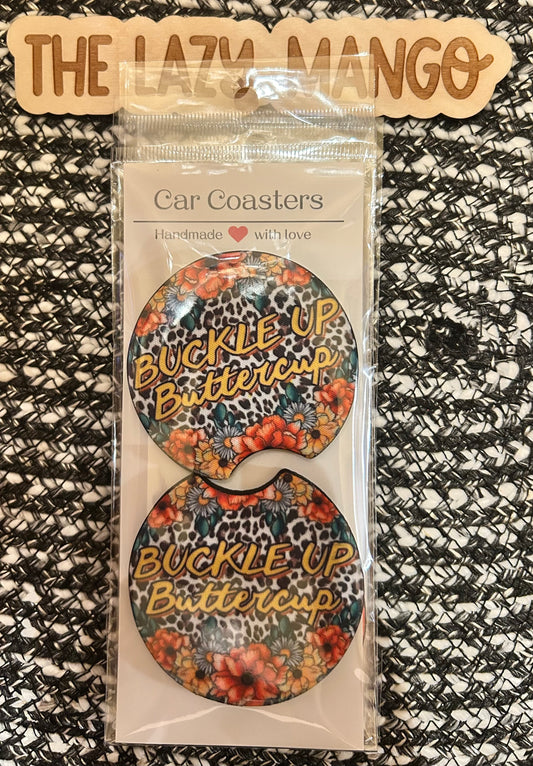 THE LAZY MANGO
Car Coasters
Handmade ❤ with love
BUCKLE UP
Buttercup
BUCKLE UP
Buttercup